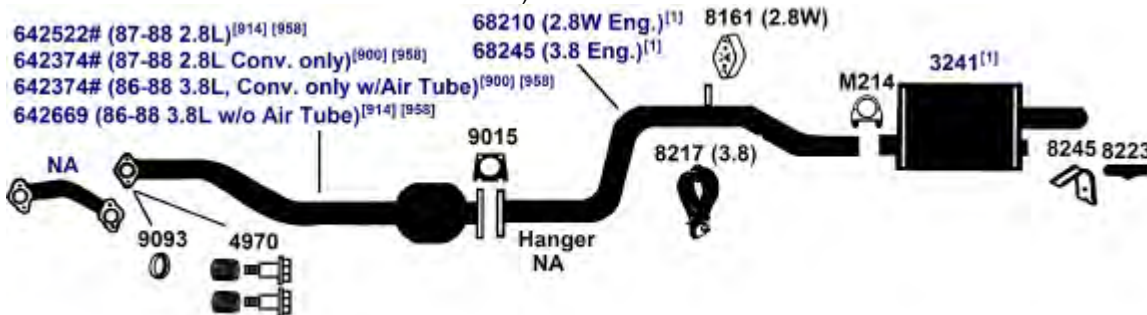 642522# (87-88 2.8L)[914] [958]
642374# (87-88 2.8L Conv. only)[900] [958]
642374# (86-88 3.8L, Conv. only w/Air Tube)[900] [958]
642669 (86-88 3.8L w/o Air Tube)[914] [958]
68210 (2.8W Eng.)[1]
68245 (3.8 Eng.)[1]
8161 (2.8W)
3241[1]
M214
9015
8217 (3.8)
8245 8223
NA
9093
4970
Hanger
NA